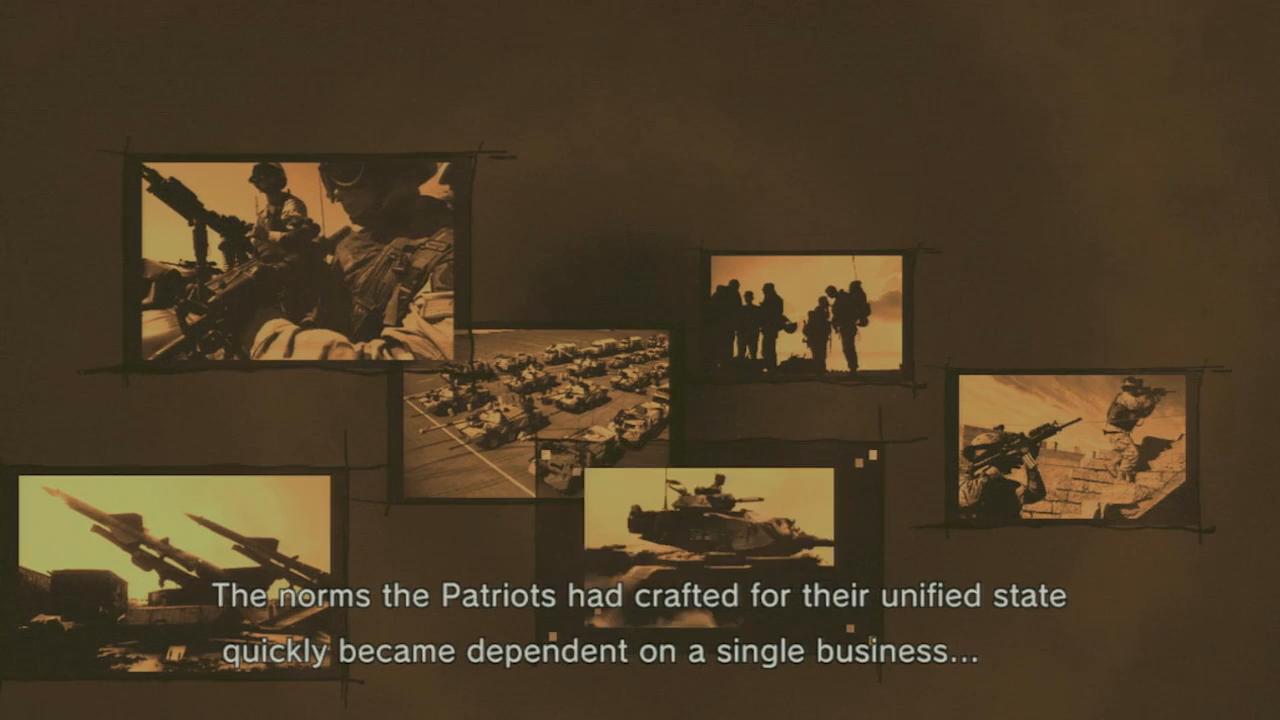 The norms the Patriots had crafted for their unified state
quickly became dependent on a single business...